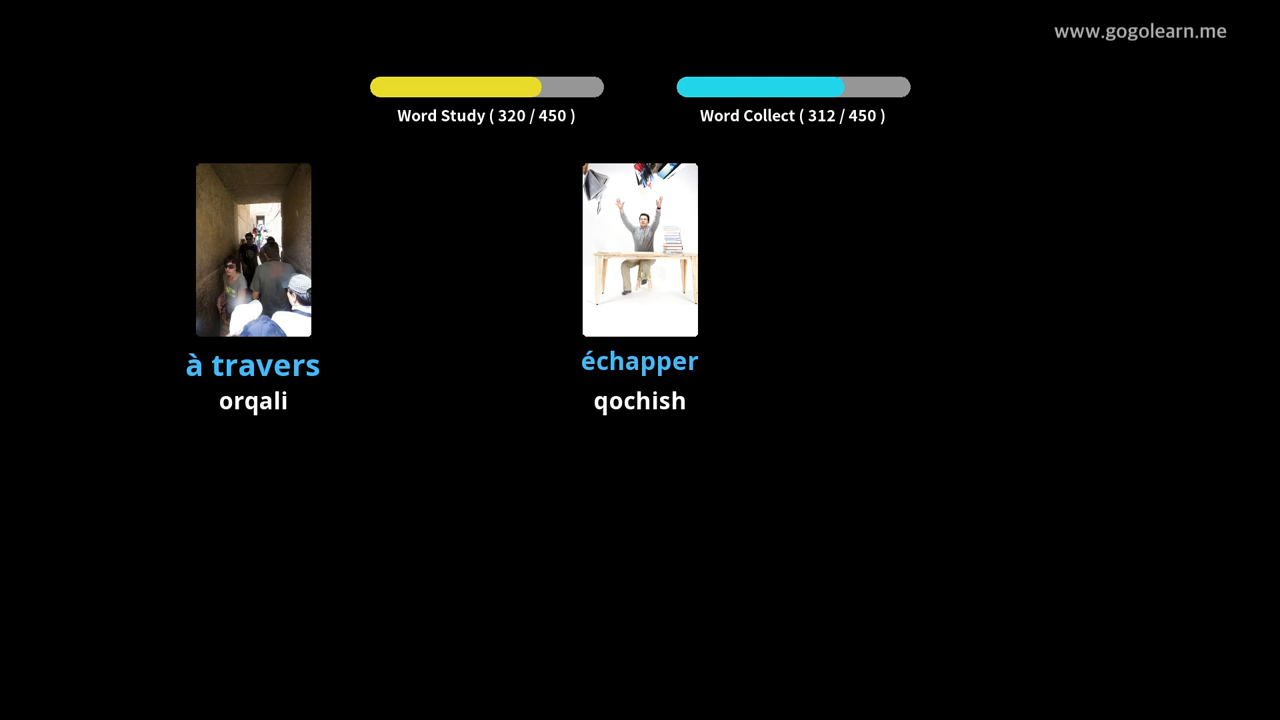 www.gogolearn.me
Word Study ( 320 / 450 )
Word Collect ( 312 / 450 )
à travers
orqali
échapper
qochish